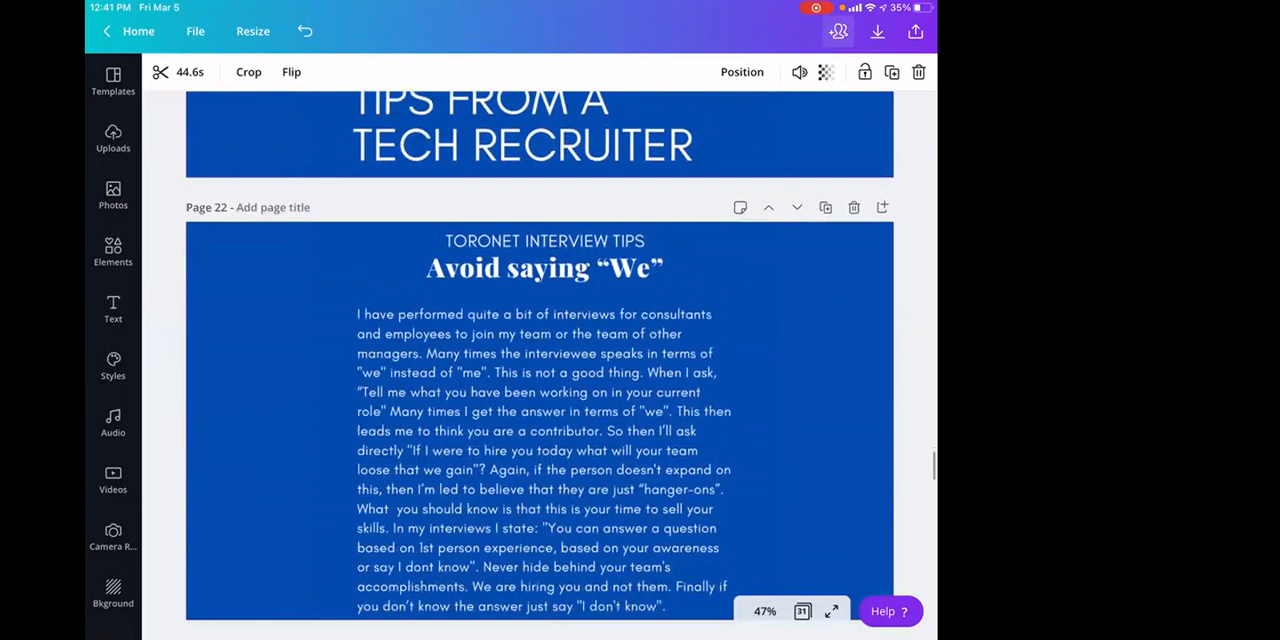 12:41 PM Fri Mar 5
35%
Home
File
Resize
44.6s
Crop
Flip
Position
Templates
Uploads
Photos
Elements
Text
Styles
Audio
Videos
Camera R...
Bkground
TIPS FROM A
TECH RECRUITER
Page 22 - Add page title
TORONET INTERVIEW TIPS
Avoid saying “We”
I have performed quite a bit of interviews for consultants
and employees to join my team or the team of other
managers. Many times the interviewee speaks in terms of
"we" instead of "me". This is not a good thing. When I ask,
“Tell me what you have been working on in your current
role" Many times I get the answer in terms of "we". This then
leads me to think you are a contributor. So then I’ll ask
directly "If I were to hire you today what will your team
loose that we gain"? Again, if the person doesn't expand on
this, then I’m led to believe that they are just “hanger-ons”.
What you should know is that this is your time to sell your
skills. In my interviews I state: "You can answer a question
based on 1st person experience, based on your awareness
or say I dont know". Never hide behind your team's
accomplishments. We are hiring you and not them. Finally if
you don’t know the answer just say "I don't know".
47%
31
Help ?